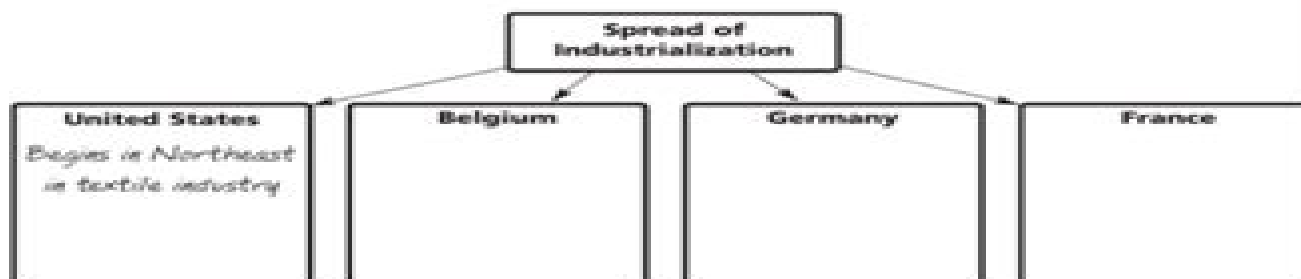 Spread of
Industrialization
United States
Begins in Northeast
in textile industry
Belgium
Germany
France